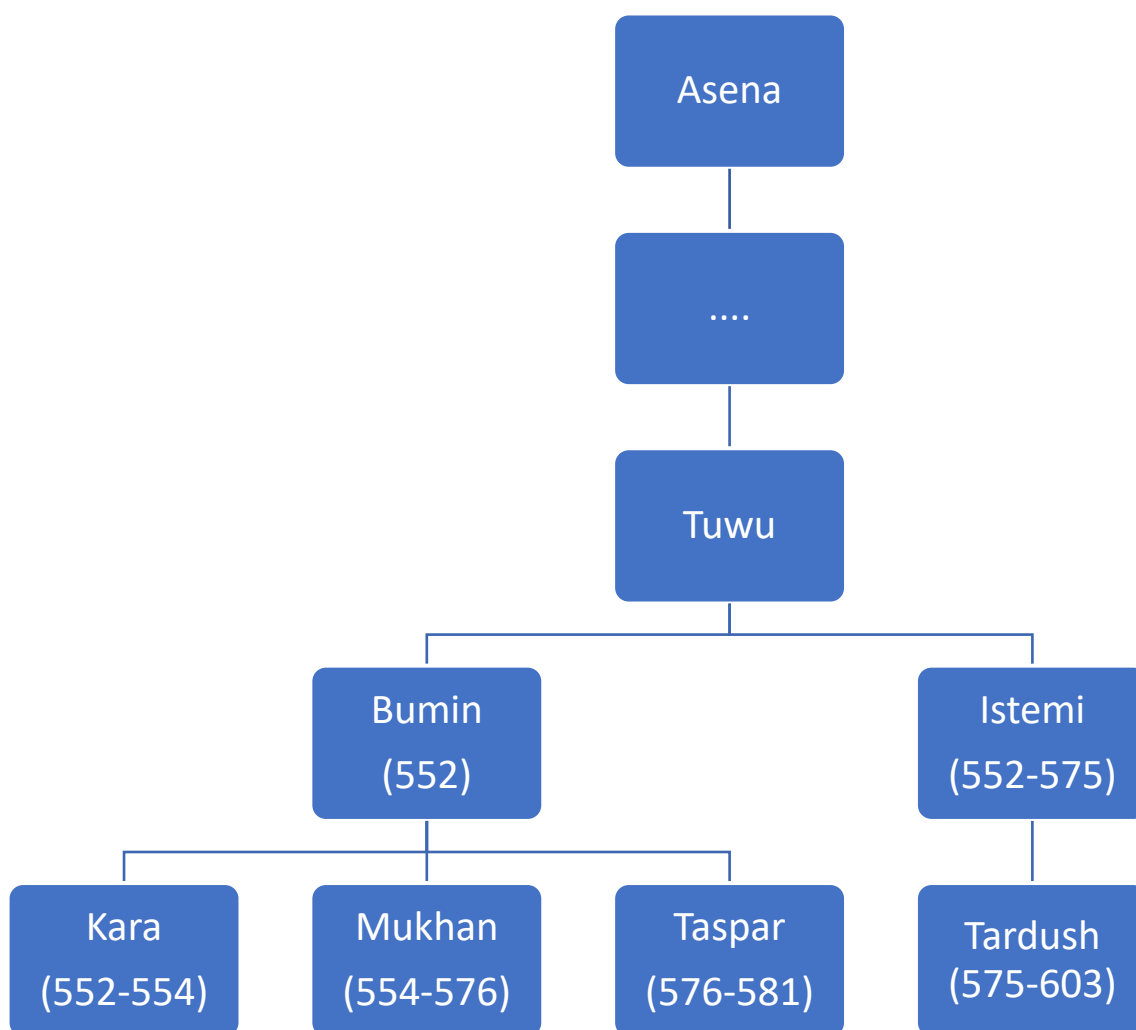 Asena
....
Tuwu
Bumin
(552)
Istemi
(552-575)
Kara
(552-554)
Mukhan
(554-576)
Taspar
(576-581)
Tardush
(575-603)